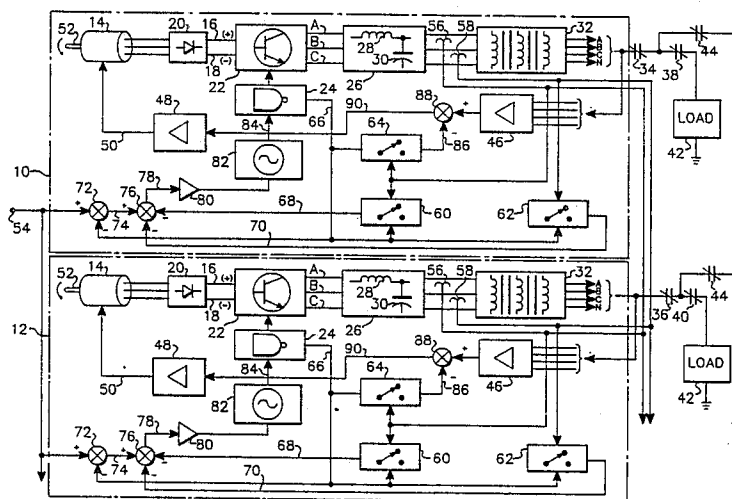 52 14 20 16 (+) A 56 58 32
B 28
C 30
18 (-)
22 26
A
B
C
N
34 38 44
24
48 66 90 88 + 46
LOAD
42
50 84 64 - 86
10 82
72 76 78 80 68 60 62
54 + - 74 + - - 70
52 14 20 16 (+) A 56 58 32
B 28
C 30
18 (-)
22 26
A
B
C
N
36 40 44
12
24
48 66 90 88 + 46
LOAD
42
50 84 64 - 86
82
72 76 78 80 68 60 62
+ - 74 + - - 70